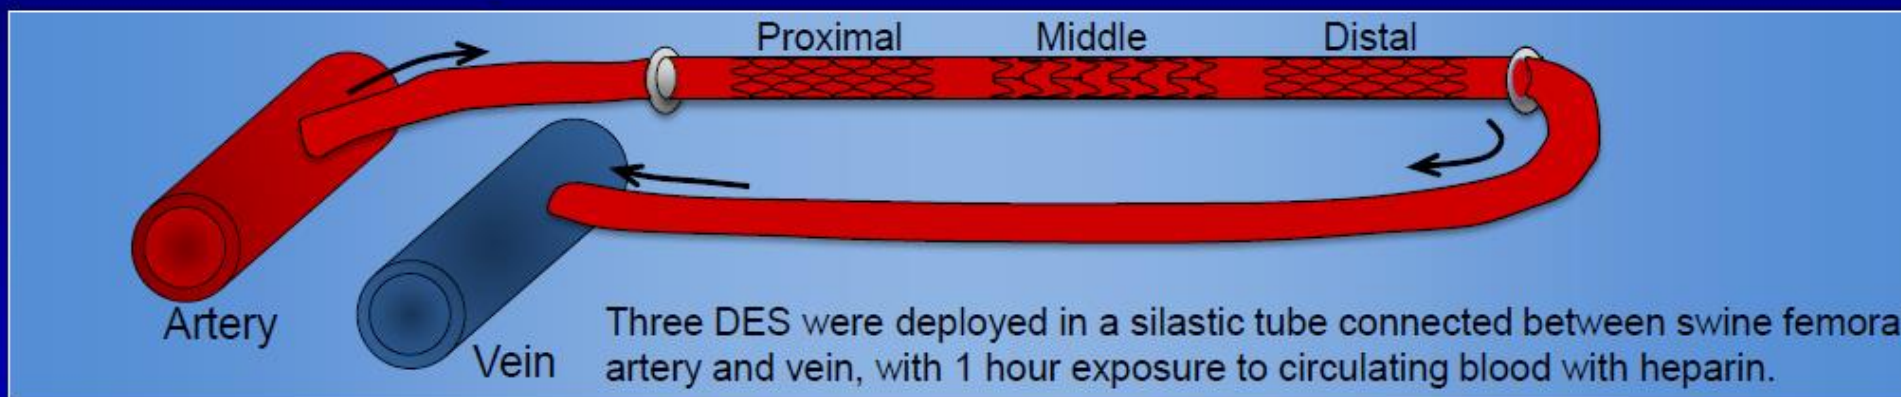 Proximal Middle Distal
Artery
Vein
Three DES were deployed in a silastic tube connected between swine femora
artery and vein, with 1 hour exposure to circulating blood with heparin.